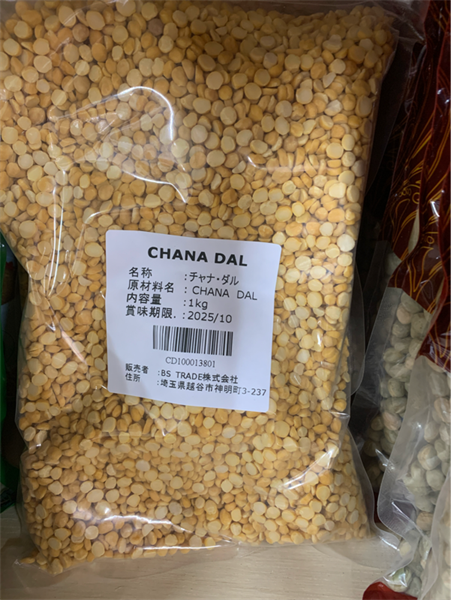 CHANA DAL
名称 :チャナ・ダル
原材料名 : CHANA DAL
内容量 :1kg
賞味期限. :2025/10
CD100013801
販売者 :BS TRADE株式会社
住所 :埼玉県越谷市神明町3-237